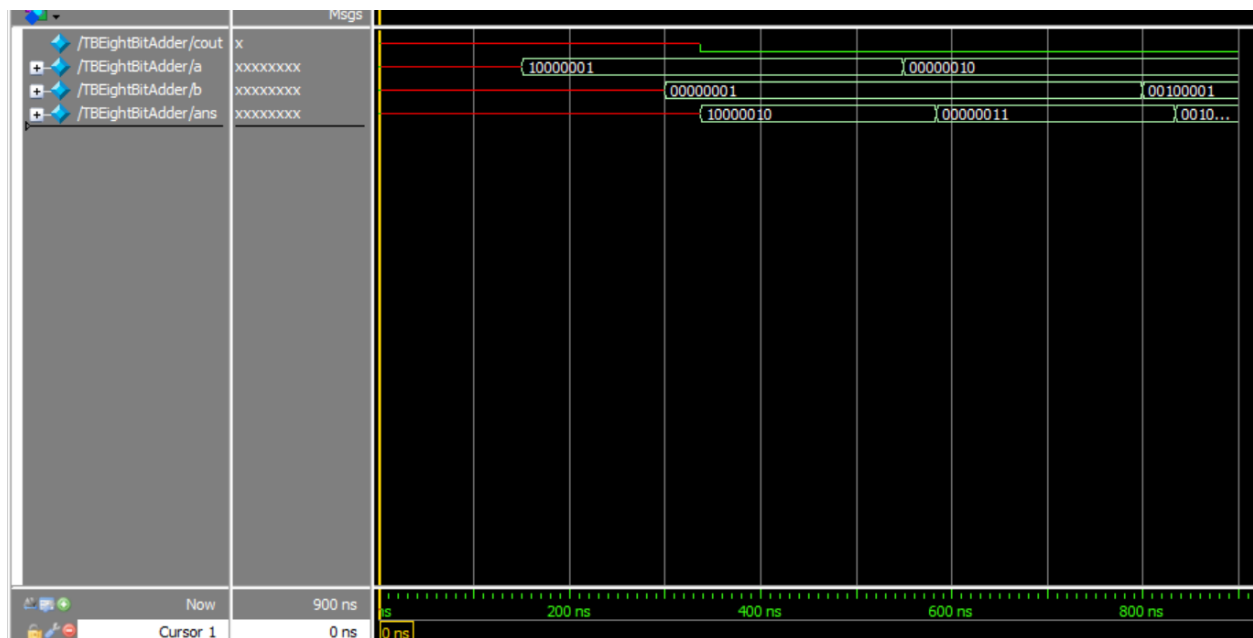 Msgs
/TBEightBitAdder/cout x
/TBEightBitAdder/a xxxxxxxx 10000001 00000010
/TBEightBitAdder/b xxxxxxxx 00000001 00100001
/TBEightBitAdder/ans xxxxxxxx 10000010 00000011 0010...
Now 900 ns ns 200 ns 400 ns 600 ns 800 ns
Cursor 1 0 ns 0 ns